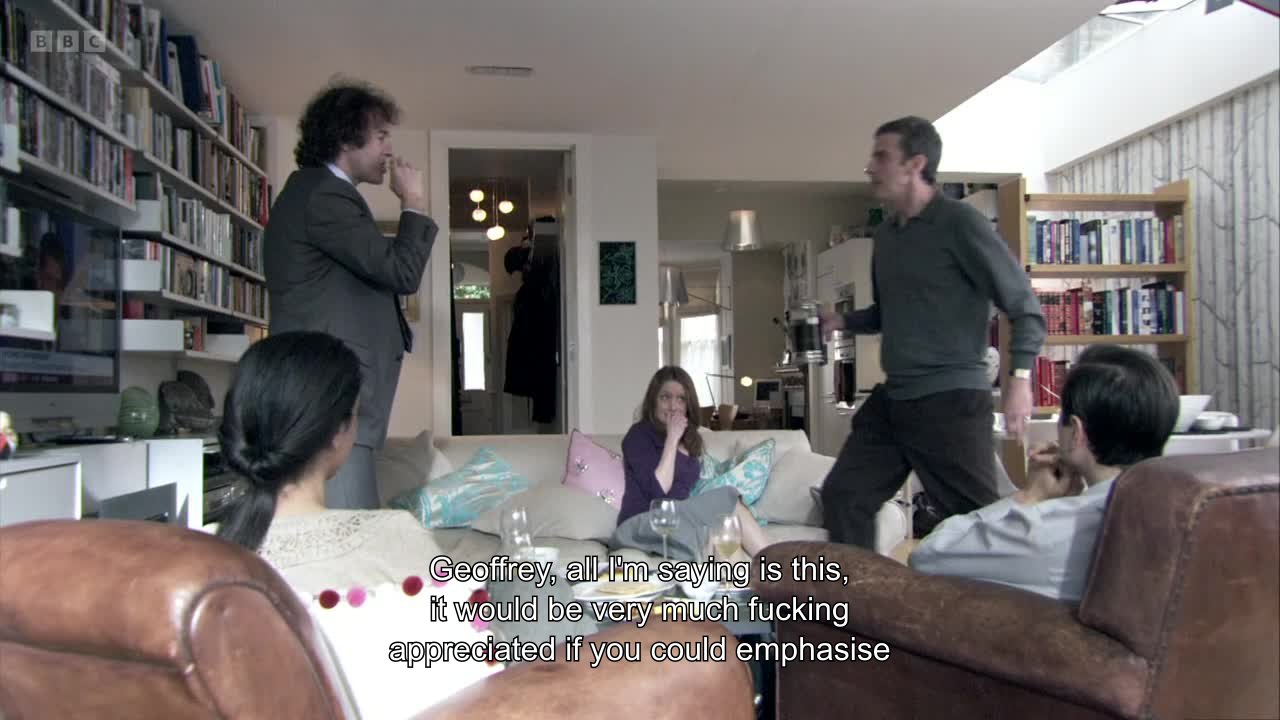 BBC
Geoffrey, all I'm saying is this,
it would be very much fucking
appreciated if you could emphasise